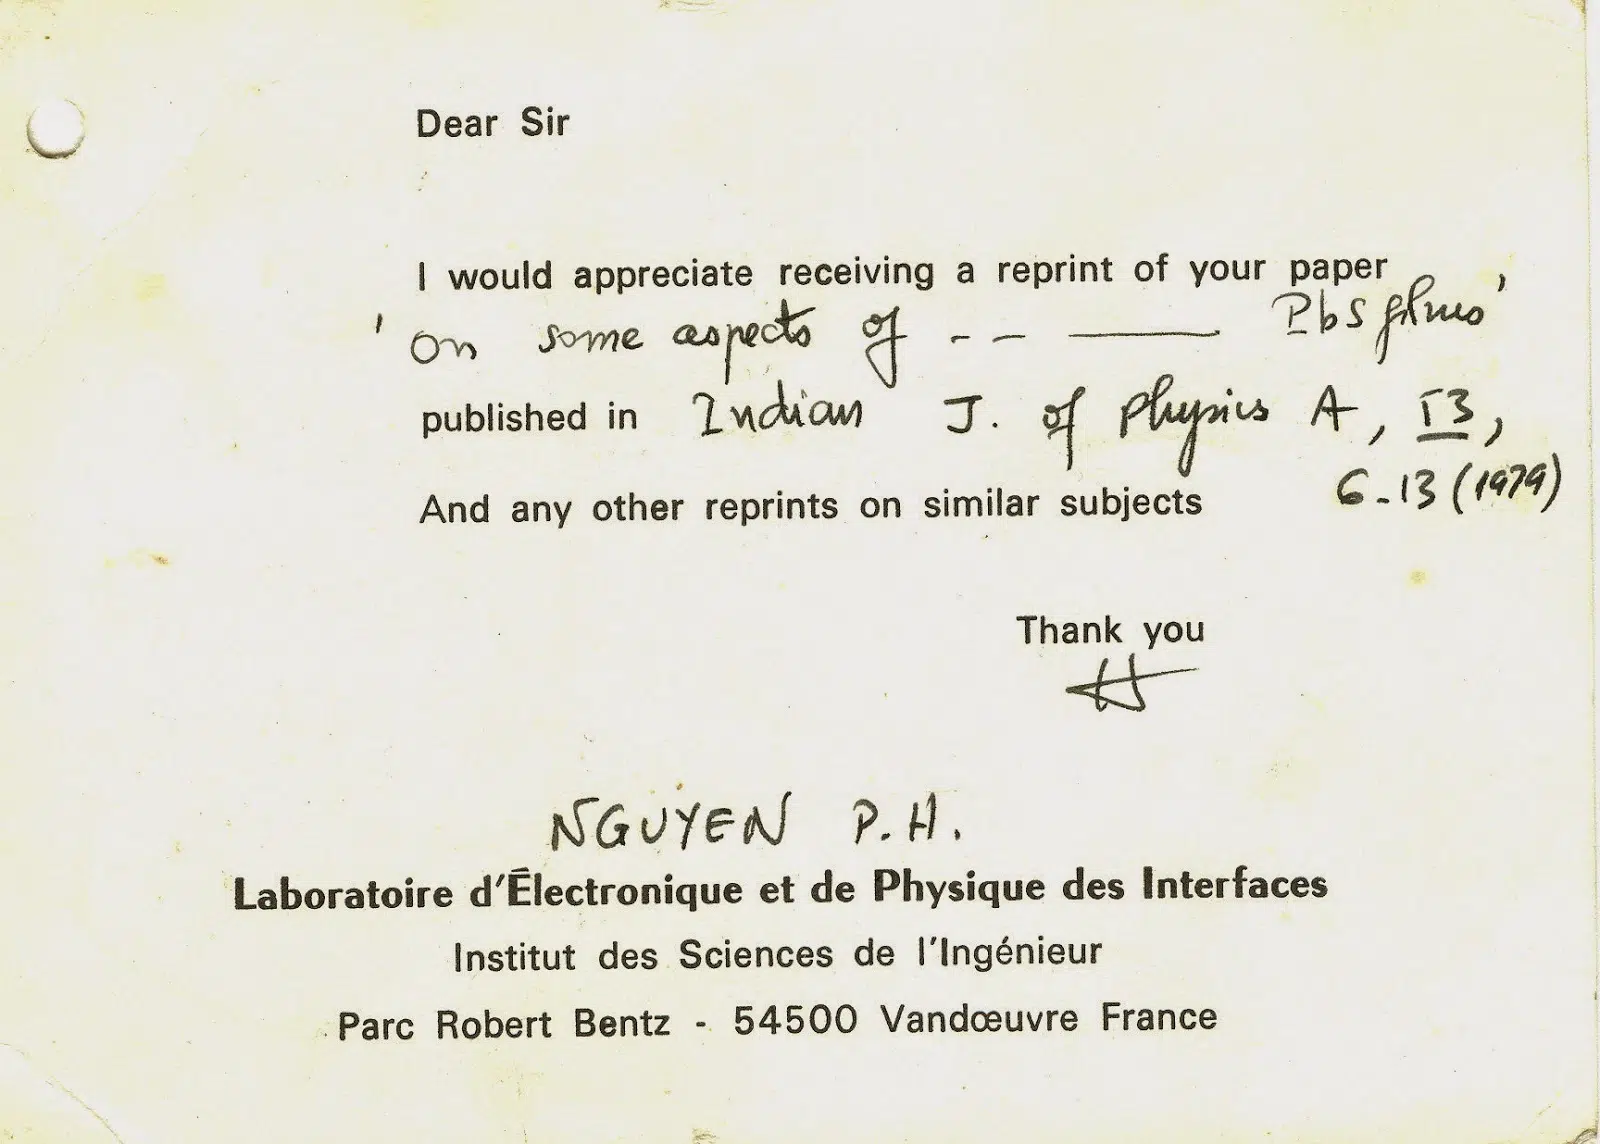 Dear Sir
I would appreciate receiving a reprint of your paper
'On some aspects of -- —— PbS films'
published in Indian J. of Physics A, 53,
6-13 (1979)
And any other reprints on similar subjects
Thank you
NGUYEN P.H.
Laboratoire d'Électronique et de Physique des Interfaces
Institut des Sciences de l'Ingénieur
Parc Robert Bentz - 54500 Vandœuvre France